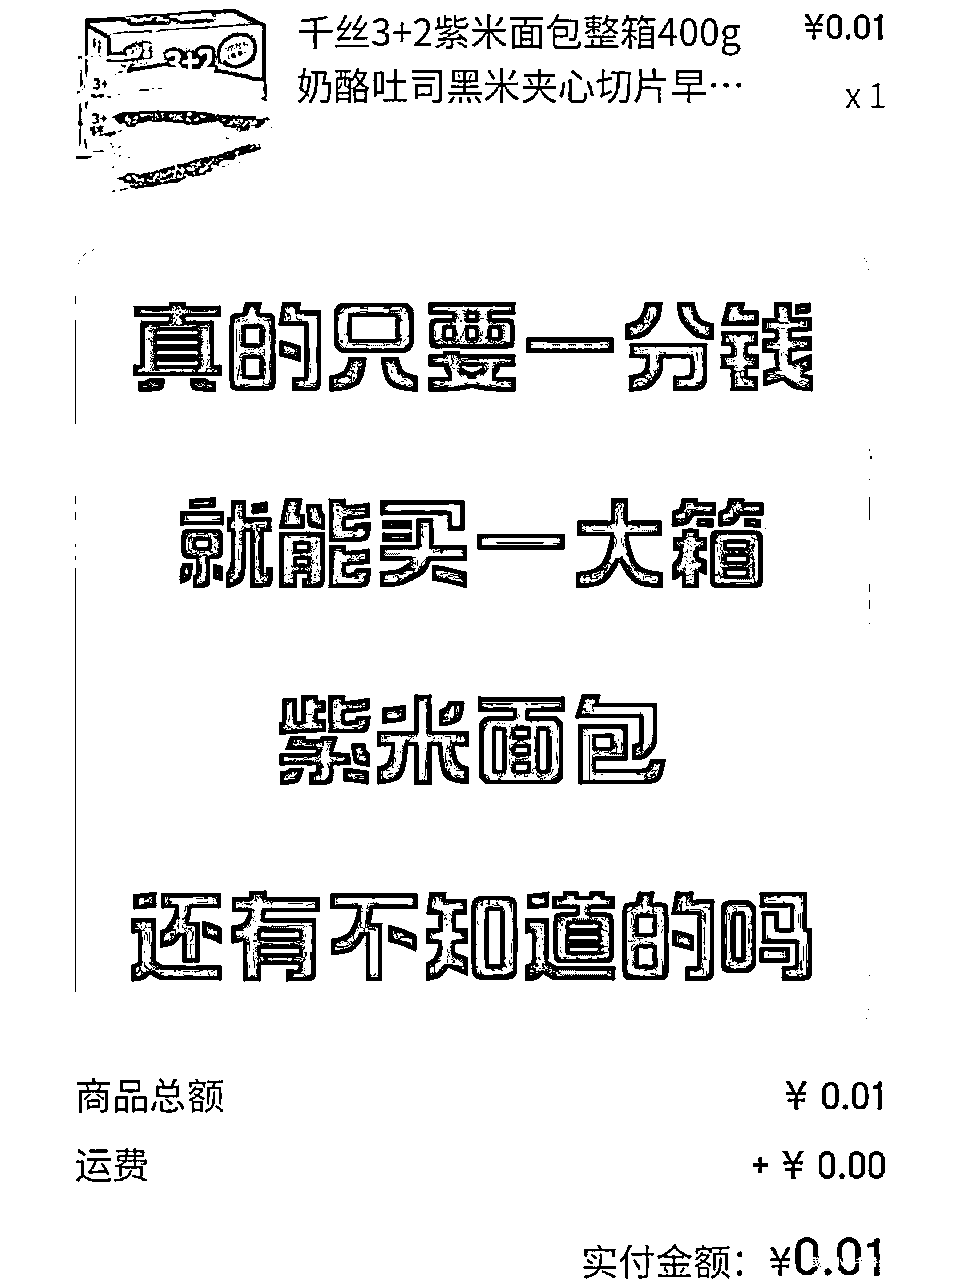 千丝3+2紫米面包整箱400g
¥0.01
奶酪吐司黑米夹心切片早…
x 1
3+2
3+
3+
真的只要一分钱
就能买一大箱
紫米面包
还有不知道的吗
商品总额
¥ 0.01
运费
+ ¥ 0.00
实付金额：¥0.01